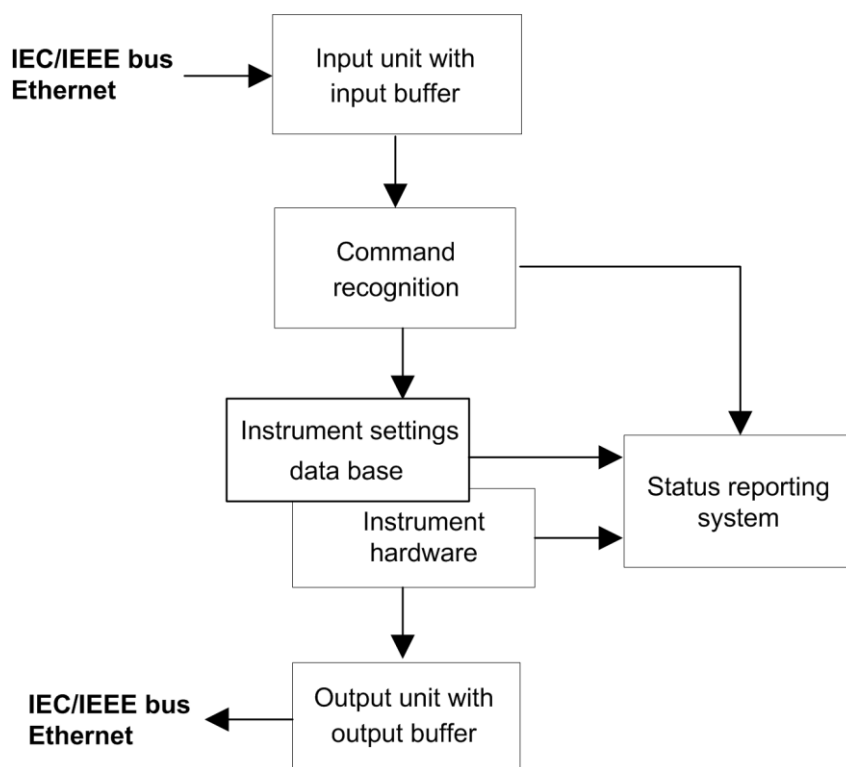 IEC/IEEE bus
Ethernet
Input unit with
input buffer
Command
recognition
Instrument settings
data base
Instrument
hardware
Status reporting
system
Output unit with
output buffer
IEC/IEEE bus
Ethernet